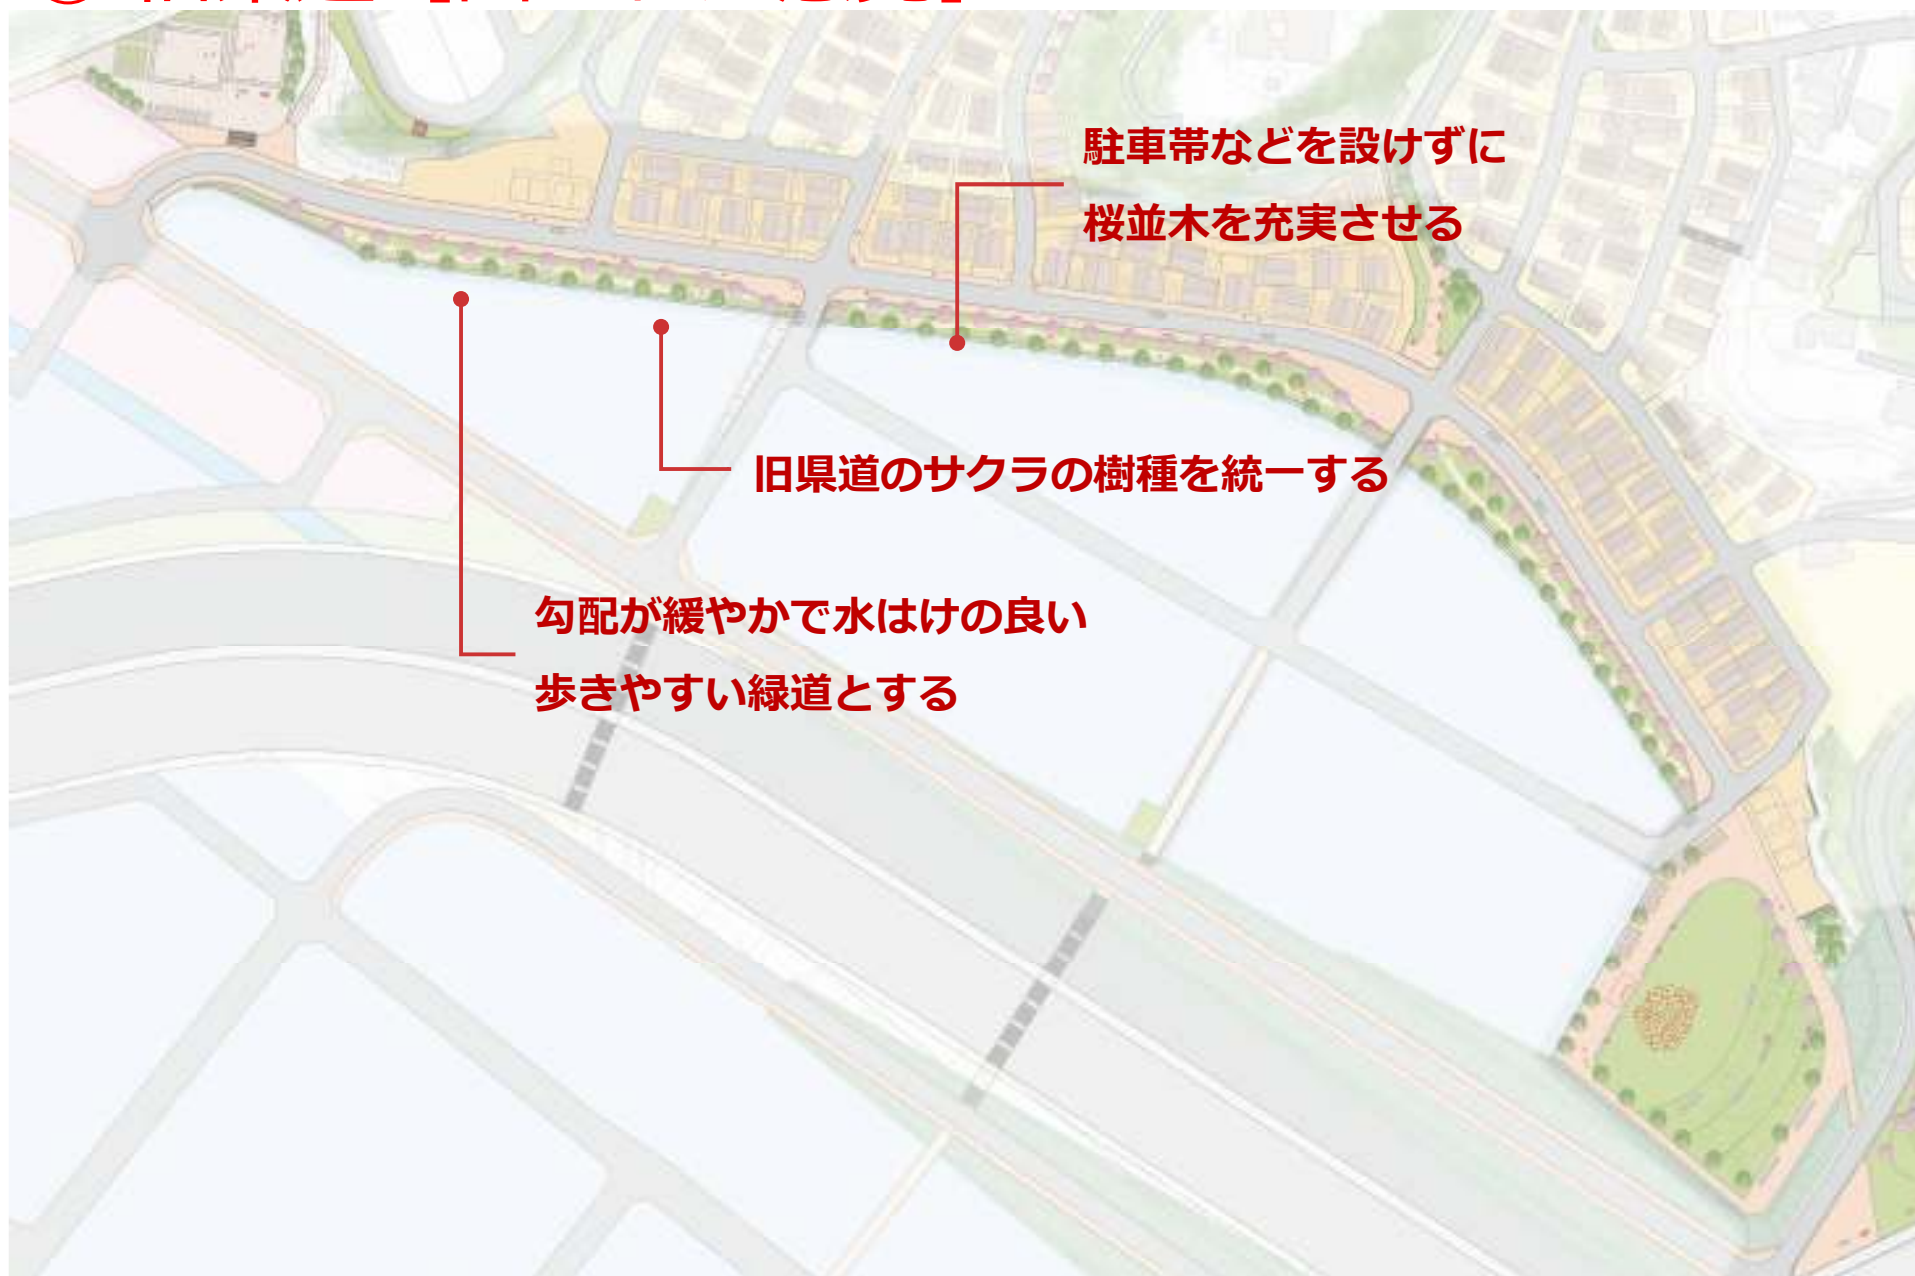 駐車帯などを設けずに
桜並木を充実させる
旧県道のサクラの樹種を統一する
勾配が緩やかで水はけの良い
歩きやすい緑道とする